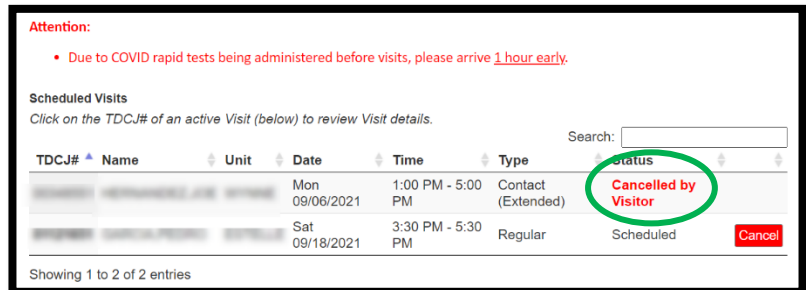 Attention:
Due to COVID rapid tests being administered before visits, please arrive 1 hour early.
Scheduled Visits
Click on the TDCJ# of an active Visit (below) to review Visit details.
Search:
TDCJ# Name Unit Date Time Type Status
Mon 1:00 PM - 5:00 Contact Cancelled by
09/06/2021 PM (Extended) Visitor
Sat 3:30 PM - 5:30 Regular Scheduled Cancel
09/18/2021 PM
Showing 1 to 2 of 2 entries